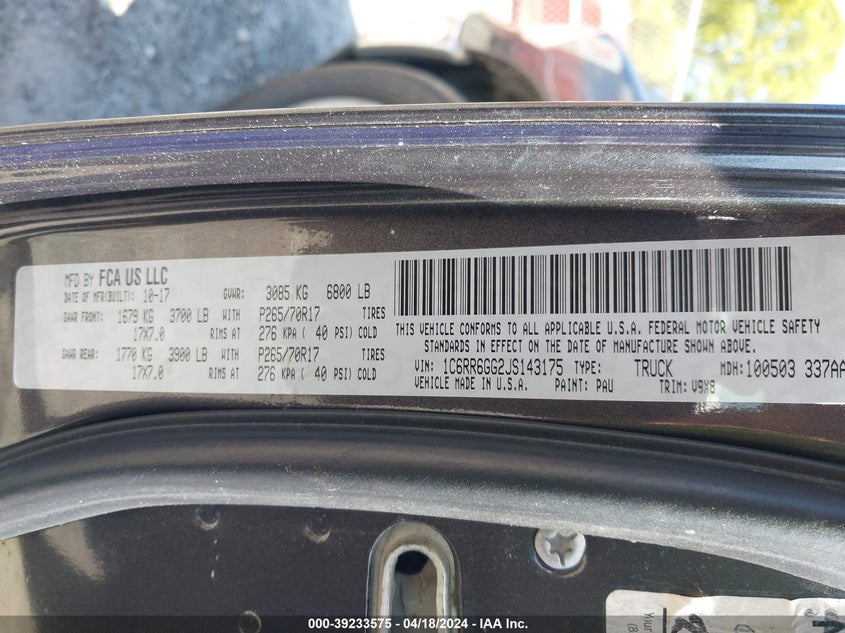 MFD BY FCA US LLC
DATE OF MFR(BUILT): 10-17 GVWR: 3085 KG 6800 LB
GAWR FRONT: 1679 KG 3700 LB WITH P265/70R17 TIRES
17X7.0 RIMS AT 276 KPA ( 40 PSI) COLD
GAWR REAR: 1770 KG 3900 LB WITH P265/70R17 TIRES
17X7.0 RIMS AT 276 KPA ( 40 PSI) COLD
THIS VEHICLE CONFORMS TO ALL APPLICABLE U.S.A. FEDERAL MOTOR VEHICLE SAFETY
STANDARDS IN EFFECT ON THE DATE OF MANUFACTURE SHOWN ABOVE.
VIN: 1C6RR6GG2JS143175 TYPE: TRUCK MDH: 100503 337AA
VEHICLE MADE IN U.S.A. PAINT: PAU TRIM: V9X8
000-39233575 - 04/18/2024 - IAA Inc.